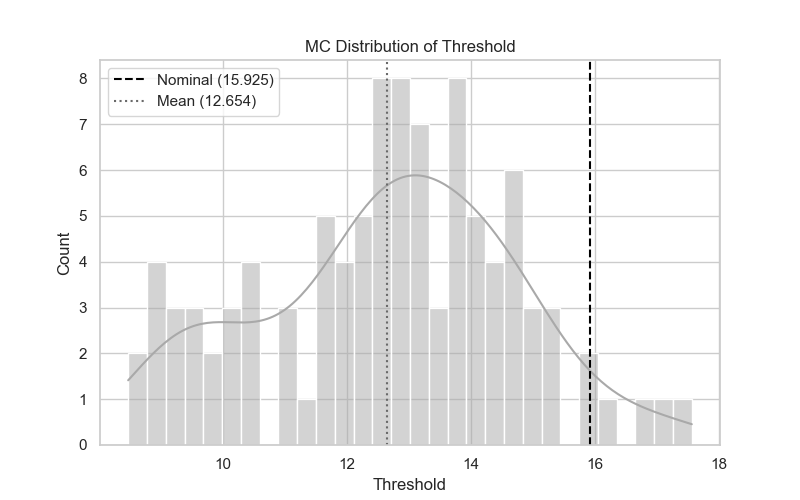 MC Distribution of Threshold
Nominal (15.925)
Mean (12.654)
8
7
6
5
4
3
2
1
0
Count
10 12 14 16 18
Threshold